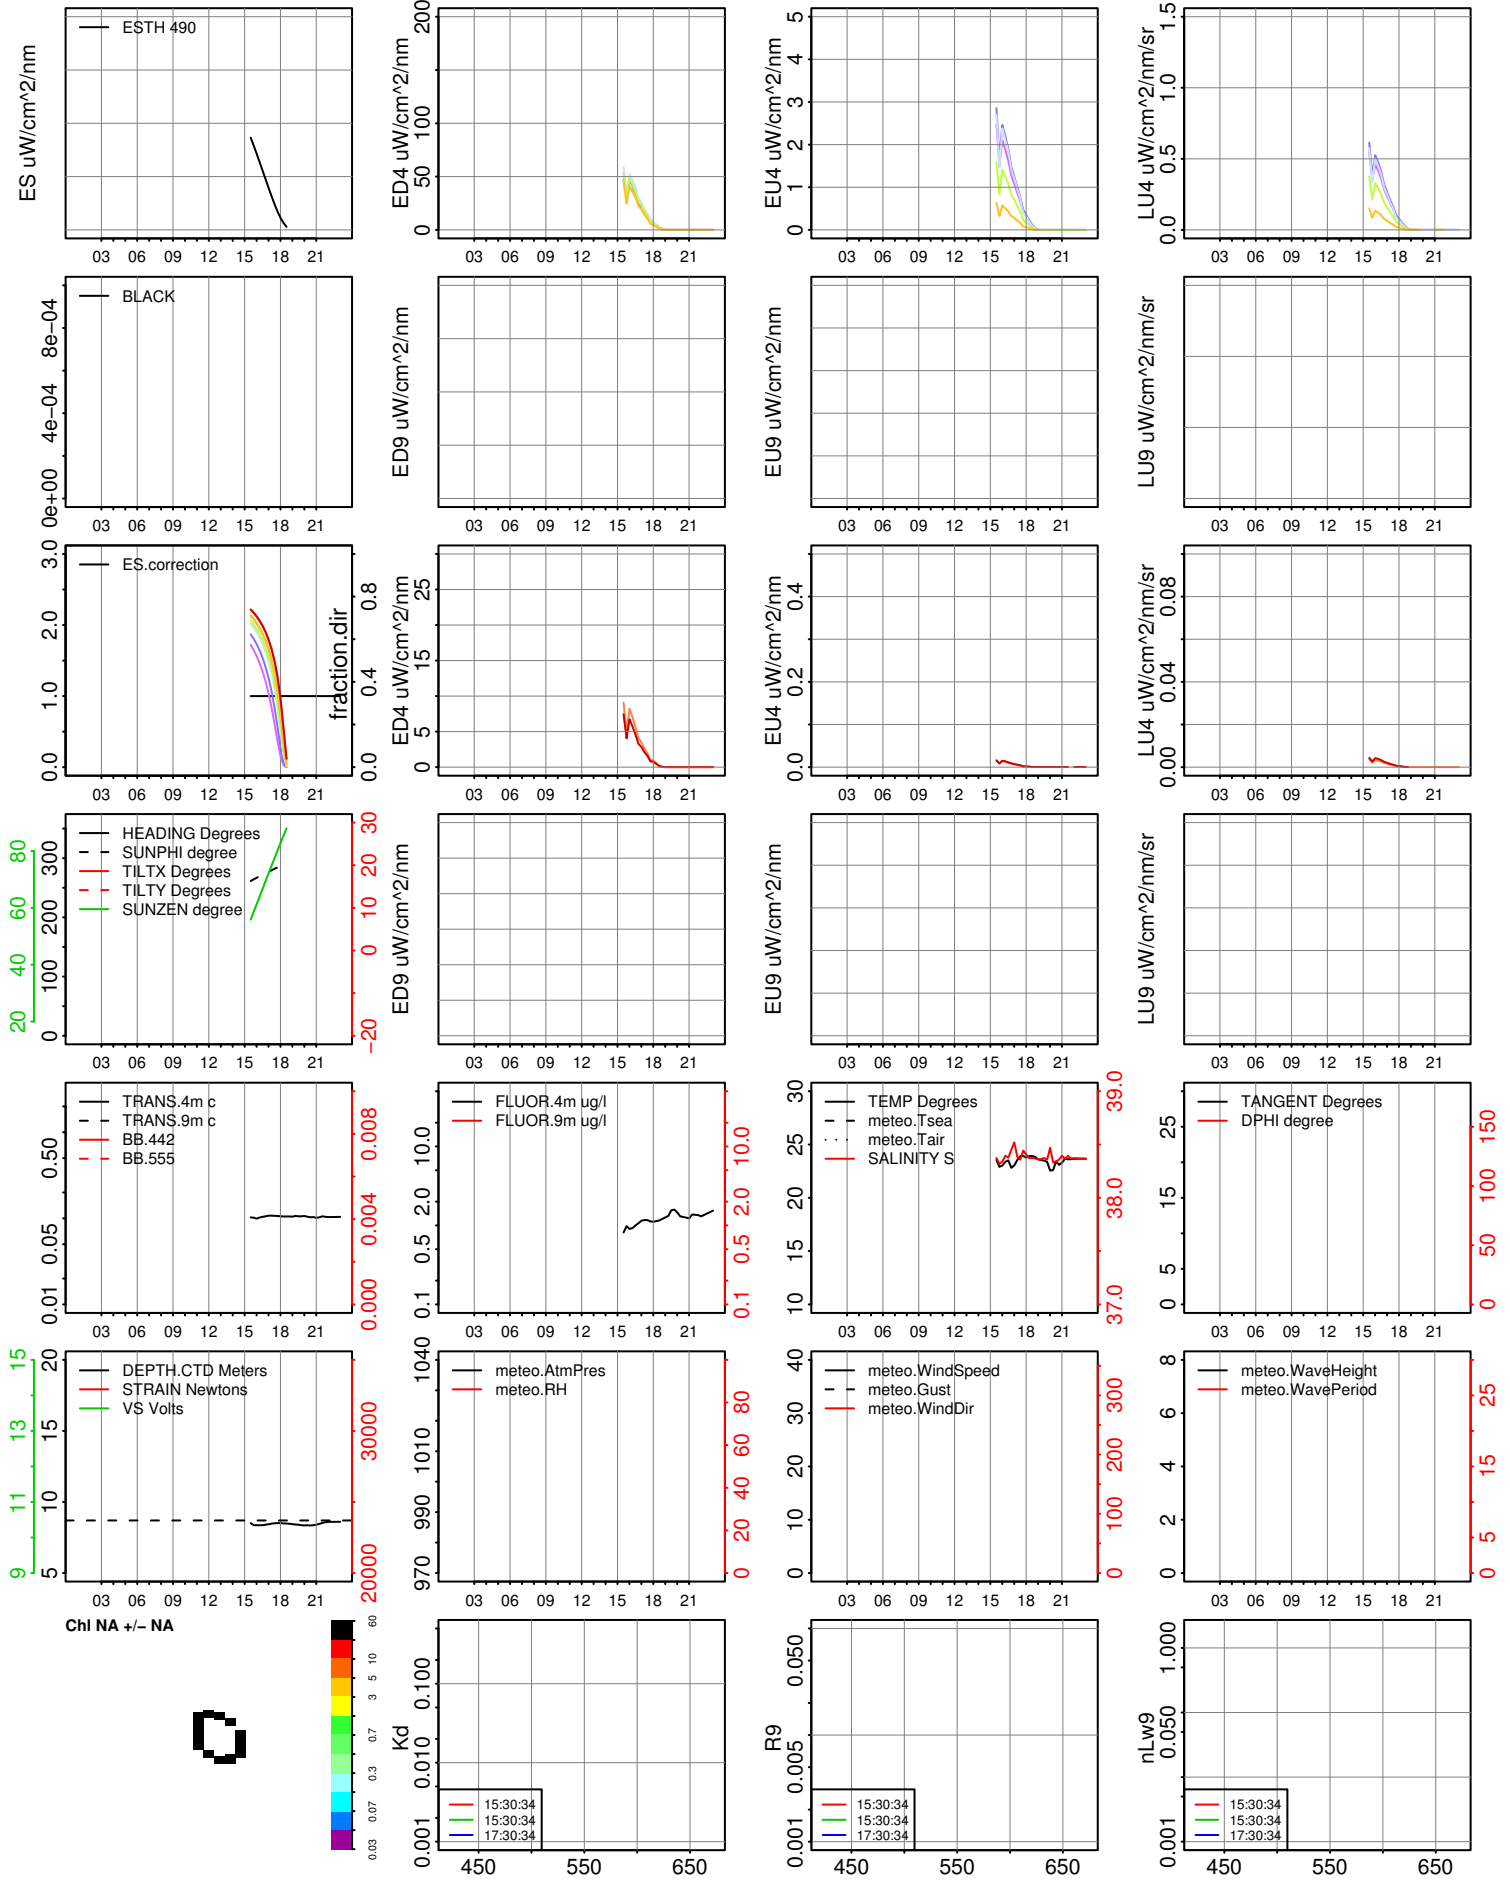 ES uW/cm^2/nm
ESTH 490
03 06 09 12 15 18 21
ED4 uW/cm^2/nm
0 50 100 200
03 06 09 12 15 18 21
EU4 uW/cm^2/nm
0 1 2 3 4 5
03 06 09 12 15 18 21
LU4 uW/cm^2/nm/sr
0.0 0.5 1.0 1.5
03 06 09 12 15 18 21
BLACK
0e+00 4e−04 8e−04
03 06 09 12 15 18 21
ED9 uW/cm^2/nm
03 06 09 12 15 18 21
EU9 uW/cm^2/nm
03 06 09 12 15 18 21
LU9 uW/cm^2/nm/sr
03 06 09 12 15 18 21
ES.correction
0.0 1.0 2.0 3.0
fraction.dir
0.0 0.4 0.8
03 06 09 12 15 18 21
ED4 uW/cm^2/nm
0 5 15 25
03 06 09 12 15 18 21
EU4 uW/cm^2/nm
0.0 0.2 0.4
03 06 09 12 15 18 21
LU4 uW/cm^2/nm/sr
0.00 0.04 0.08
03 06 09 12 15 18 21
HEADING Degrees
SUNPHI degree
TILTX Degrees
TILTY Degrees
SUNZEN degree
20 40 60 80
0 100 200 300
−20 0 10 20 30
03 06 09 12 15 18 21
ED9 uW/cm^2/nm
03 06 09 12 15 18 21
EU9 uW/cm^2/nm
03 06 09 12 15 18 21
LU9 uW/cm^2/nm/sr
03 06 09 12 15 18 21
TRANS.4m c
TRANS.9m c
BB.442
BB.555
0.01 0.05 0.50
0.000 0.004 0.008
03 06 09 12 15 18 21
FLUOR.4m ug/l
FLUOR.9m ug/l
0.1 0.5 2.0 10.0
0.1 0.5 2.0 10.0
03 06 09 12 15 18 21
TEMP Degrees
meteo.Tsea
meteo.Tair
SALINITY S
10 15 20 25 30
37.0 38.0 39.0
03 06 09 12 15 18 21
TANGENT Degrees
DPHI degree
0 5 15 25
0 50 100 150
03 06 09 12 15 18 21
DEPTH.CTD Meters
STRAIN Newtons
VS Volts
9 11 13 15
5 10 15 20
20000 30000
03 06 09 12 15 18 21
meteo.AtmPres
meteo.RH
970 990 1010 1040
0 20 40 60 80
03 06 09 12 15 18 21
meteo.WindSpeed
meteo.Gust
meteo.WindDir
0 10 20 30 40
0 100 200 300
03 06 09 12 15 18 21
meteo.WaveHeight
meteo.WavePeriod
0 2 4 6 8
0 5 15 25
03 06 09 12 15 18 21
Chl NA +/− NA
0.03 0.07 0.3 0.7 3 5 10 60
Kd
0.001 0.010 0.100
15:30:34
15:30:34
17:30:34
450 550 650
R9
0.001 0.005 0.050
15:30:34
15:30:34
17:30:34
450 550 650
nLw9
0.001 0.050 1.000
15:30:34
15:30:34
17:30:34
450 550 650